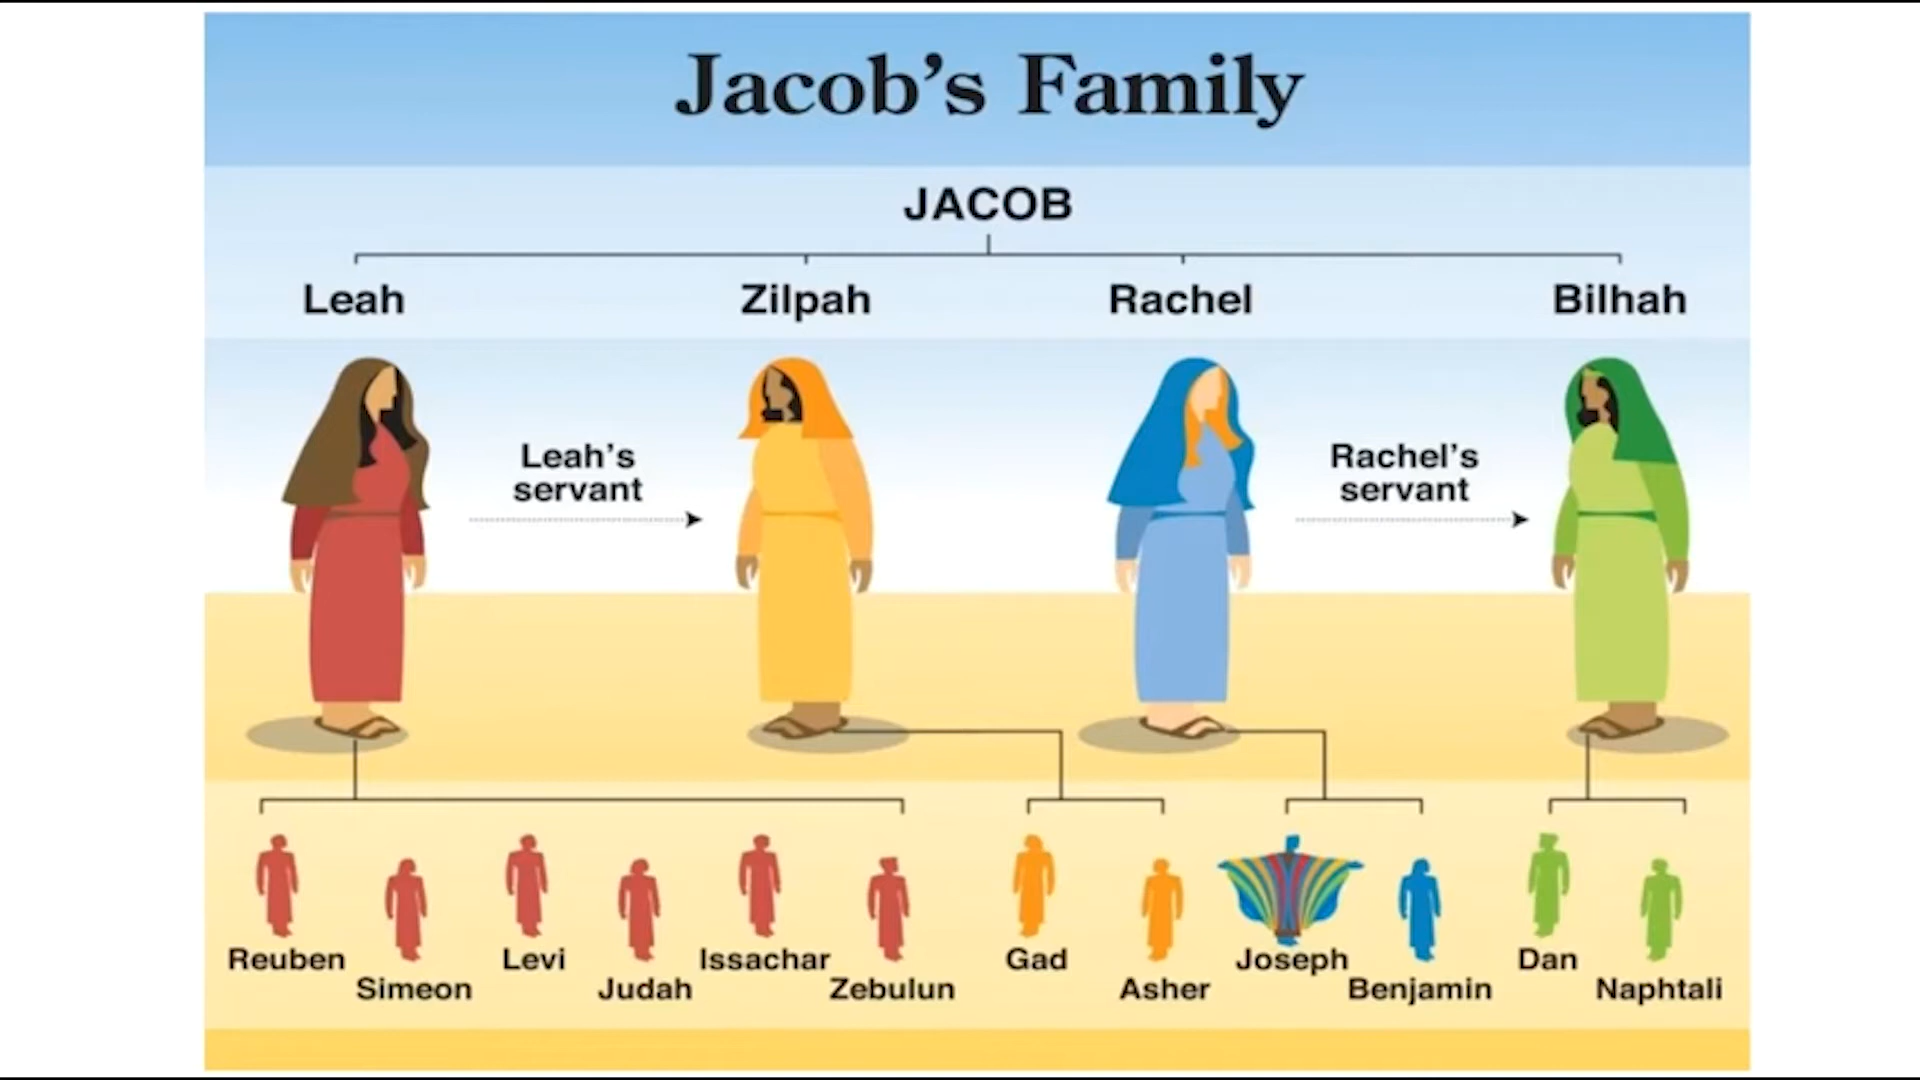 Jacob's Family
JACOB
Leah
Zilpah
Rachel
Bilhah
Leah's
servant
Rachel's
servant
Reuben
Simeon
Levi
Judah
Issachar
Zebulun
Gad
Asher
Joseph
Benjamin
Dan
Naphtali